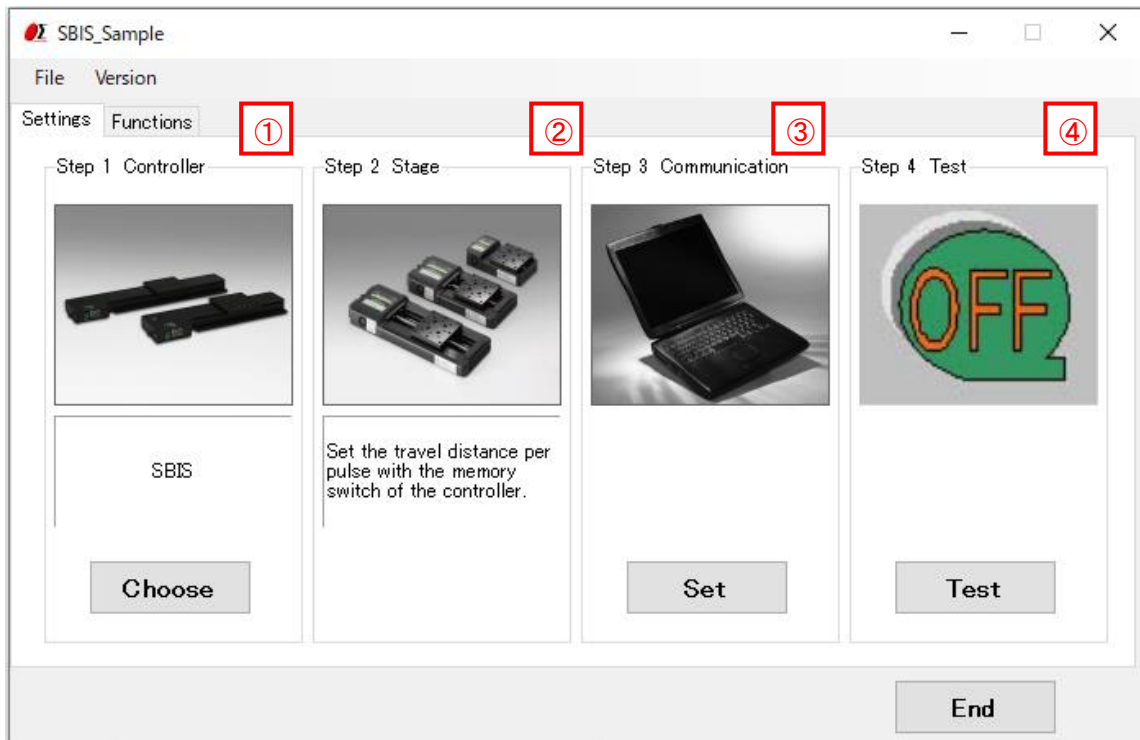 SBIS_Sample
File Version
Settings Functions
① ② ③ ④
Step 1 Controller
SBIS
Choose
Step 2 Stage
Set the travel distance per
pulse with the memory
switch of the controller.
Step 3 Communication
Set
Step 4 Test
OFF
Test
End